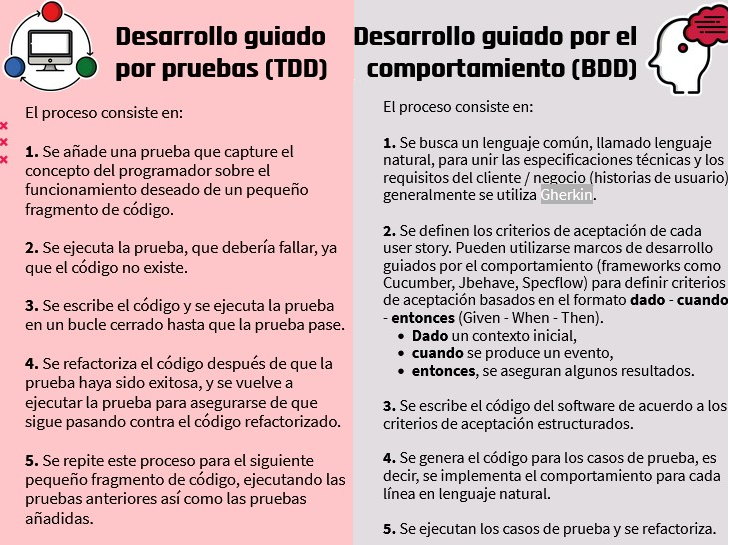 Desarrollo guiado
por pruebas (TDD)
El proceso consiste en:
1. Se añade una prueba que capture el
concepto del programador sobre el
funcionamiento deseado de un pequeño
fragmento de código.
2. Se ejecuta la prueba, que debería fallar, ya
que el código no existe.
3. Se escribe el código y se ejecuta la prueba
en un bucle cerrado hasta que la prueba pase.
4. Se refactoriza el código después de que la
prueba haya sido exitosa, y se vuelve a
ejecutar la prueba para asegurarse de que
sigue pasando contra el código refactorizado.
5. Se repite este proceso para el siguiente
pequeño fragmento de código, ejecutando las
pruebas anteriores así como las pruebas
añadidas.
Desarrollo guiado por el
comportamiento (BDD)
El proceso consiste en:
1. Se busca un lenguaje común, llamado lenguaje
natural, para unir las especificaciones técnicas y los
requisitos del cliente / negocio (historias de usuario)
generalmente se utiliza Gherkin.
2. Se definen los criterios de aceptación de cada
user story. Pueden utilizarse marcos de desarrollo
guiados por el comportamiento (frameworks como
Cucumber, Jbehave, Specflow) para definir criterios
de aceptación basados en el formato dado - cuando
- entonces (Given - When - Then).
• Dado un contexto inicial,
• cuando se produce un evento,
• entonces, se aseguran algunos resultados.
3. Se escribe el código del software de acuerdo a los
criterios de aceptación estructurados.
4. Se genera el código para los casos de prueba, es
decir, se implementa el comportamiento para cada
línea en lenguaje natural.
5. Se ejecutan los casos de prueba y se refactoriza.